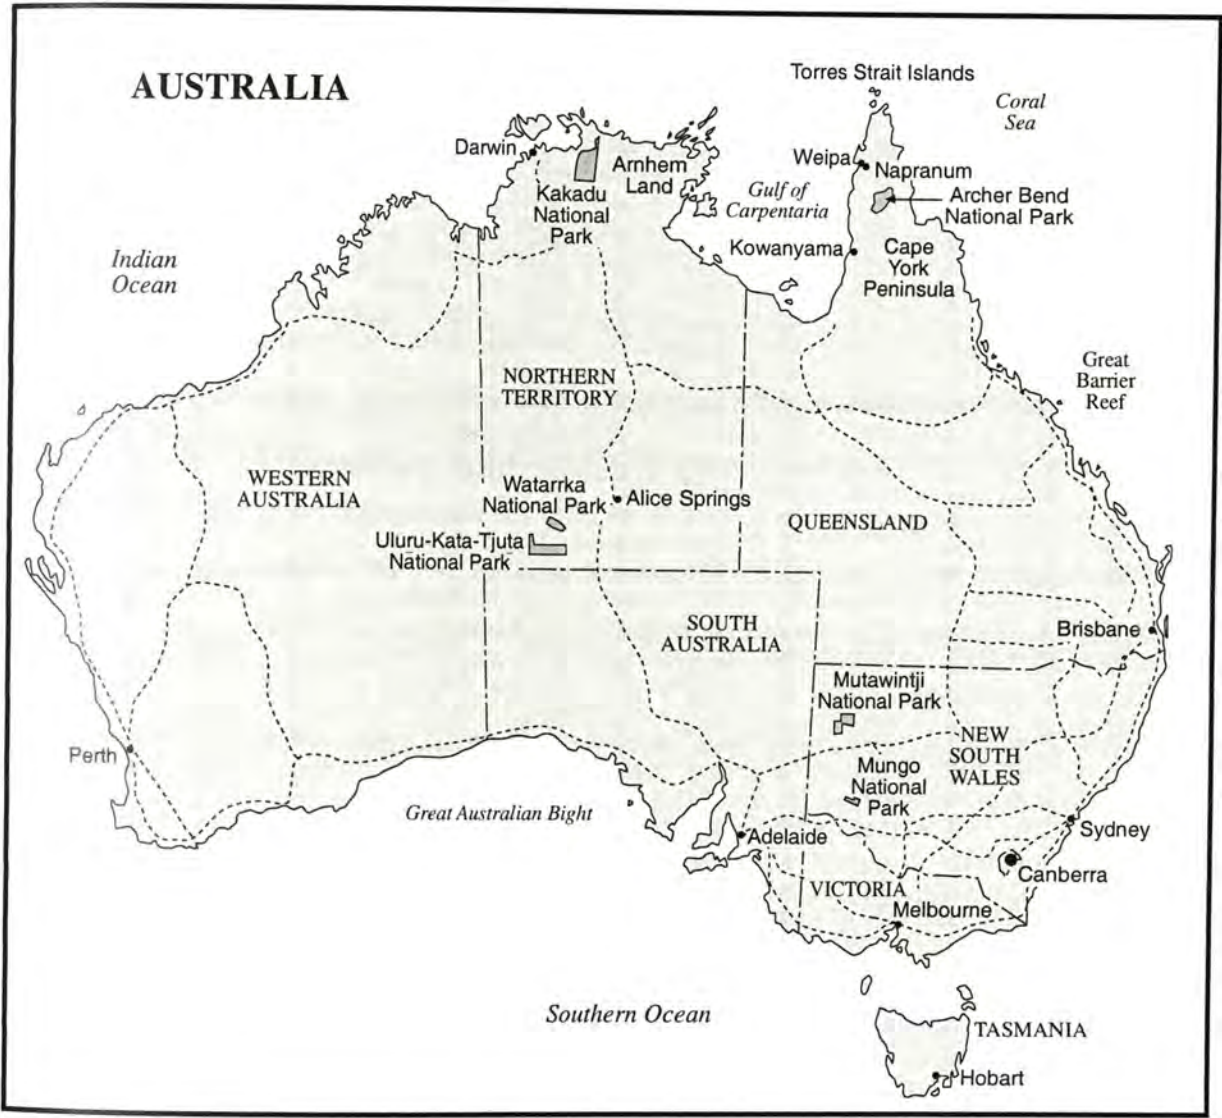 AUSTRALIA
Torres Strait Islands
Coral
Sea
Darwin
Arnhem
Land
Kakadu
National
Park
Gulf of
Carpentaria
Weipa
Napranum
Archer Bend
National Park
Kowanyama
Cape
York
Peninsula
Indian
Ocean
Great
Barrier
Reef
NORTHERN
TERRITORY
WESTERN
AUSTRALIA
Watarrka
National Park
Alice Springs
QUEENSLAND
Uluru-Kata-Tjuta
National Park
SOUTH
AUSTRALIA
Brisbane
Mutawintji
National Park
NEW
SOUTH
WALES
Perth
Mungo
National
Park
Great Australian Bight
Adelaide
Sydney
Canberra
VICTORIA
Melbourne
Southern Ocean
TASMANIA
Hobart